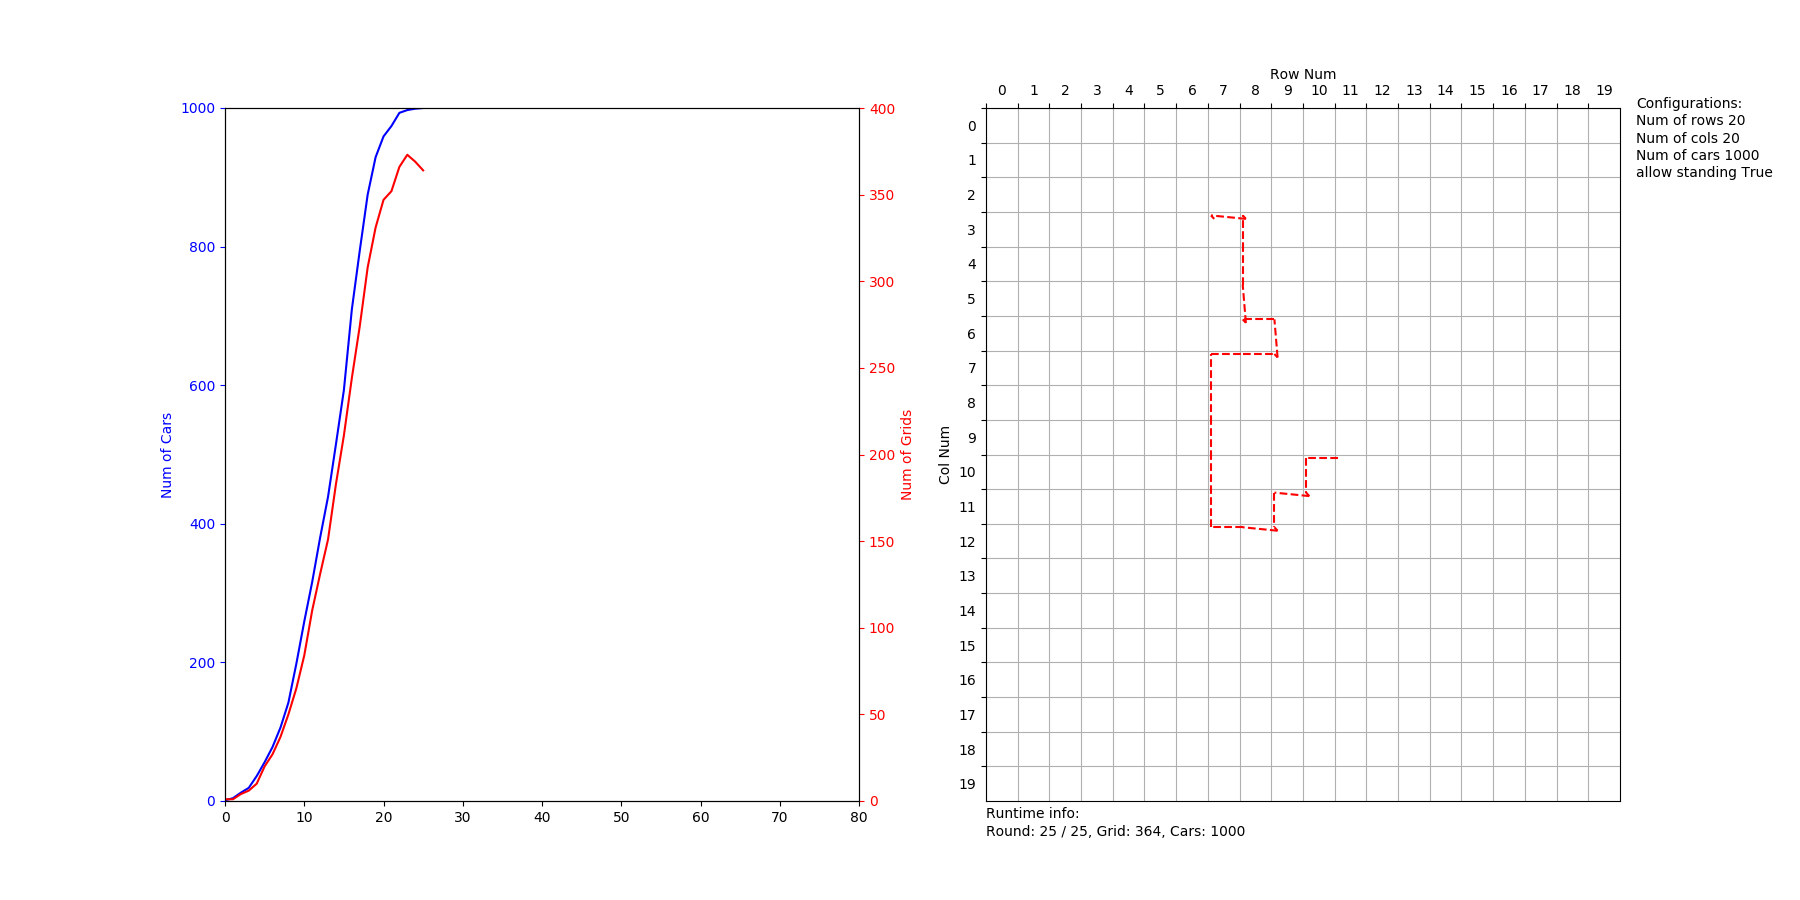 Num of Cars
1000
800
600
400
200
0
0 10 20 30 40 50 60 70 80
400
350
300
250
200
150
100
50
0
Num of Grids
Row Num
0 1 2 3 4 5 6 7 8 9 10 11 12 13 14 15 16 17 18 19
Col Num
0
1
2
3
4
5
6
7
8
9
10
11
12
13
14
15
16
17
18
19
Configurations:
Num of rows 20
Num of cols 20
Num of cars 1000
allow standing True
Runtime info:
Round: 25 / 25, Grid: 364, Cars: 1000